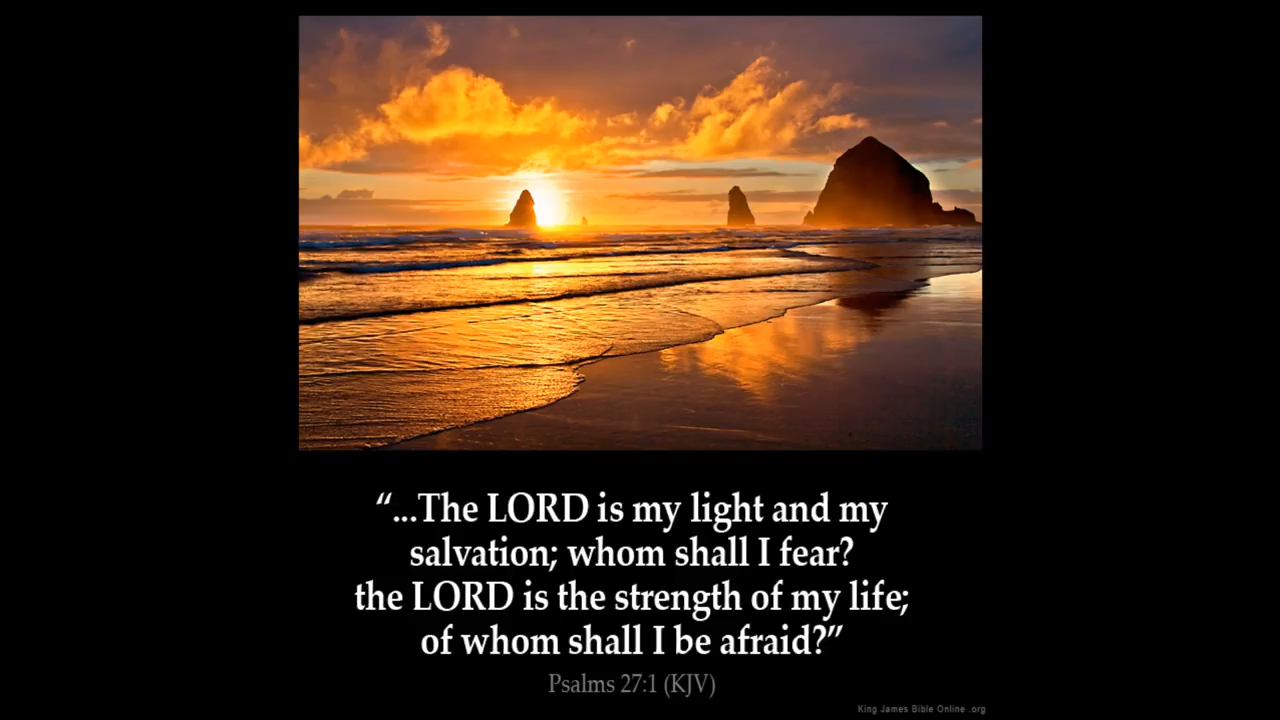 “...The LORD is my light and my
salvation; whom shall I fear?
the LORD is the strength of my life;
of whom shall I be afraid?”
Psalms 27:1 (KJV)
King James Bible Online .org